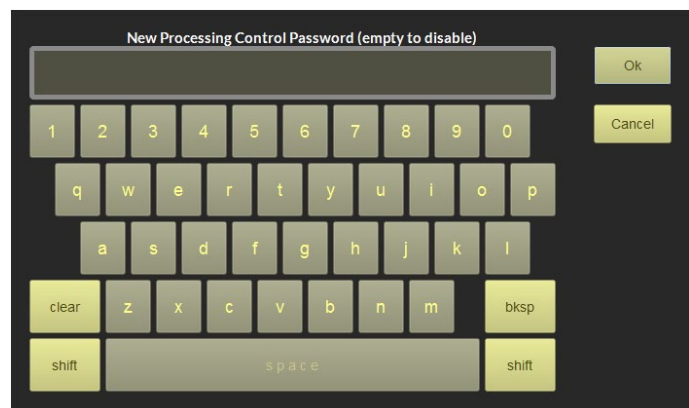 New Processing Control Password (empty to disable)
Ok
1 2 3 4 5 6 7 8 9 0
Cancel
q w e r t y u i o p
a s d f g h j k l
clear z x c v b n m bksp
shift space shift